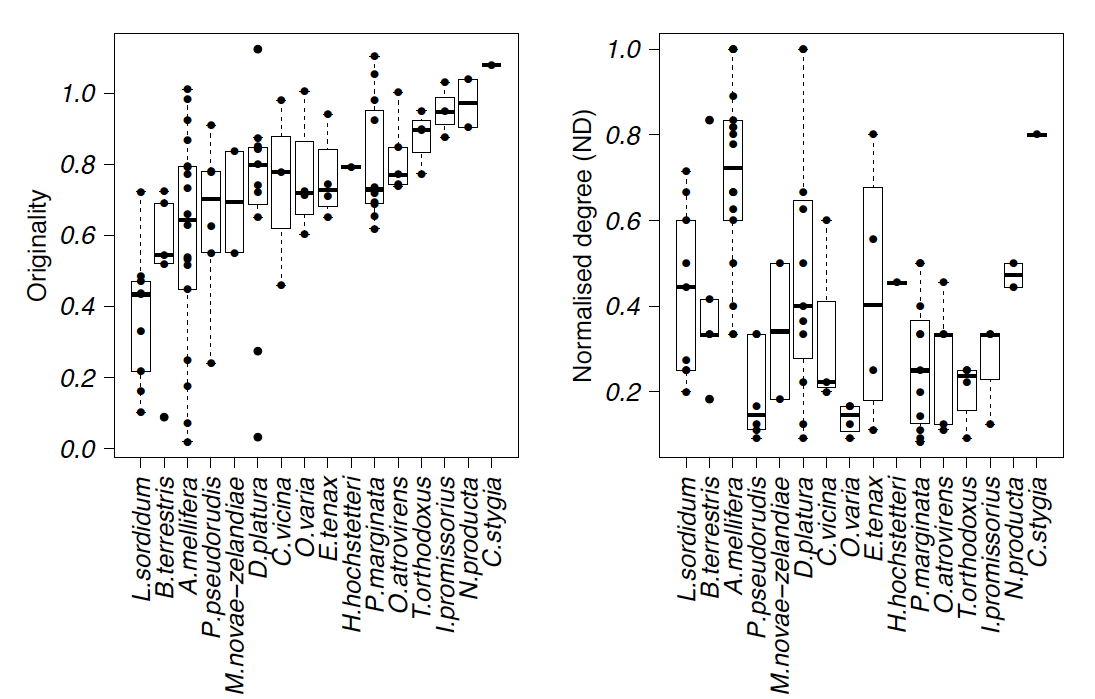 Originality
1.0
0.8
0.6
0.4
0.2
0.0
L.sordidum
B.terrestris
A.mellifera
P.pseudorudis
M.novae−zelandiae
D.platura
C.vicina
O.varia
E.tenax
H.hochstetteri
P.marginata
O.atrovirens
T.orthodoxus
I.promissorius
N.producta
C.stygia
Normalised degree (ND)
1.0
0.8
0.6
0.4
0.2
L.sordidum
B.terrestris
A.mellifera
P.pseudorudis
M.novae−zelandiae
D.platura
C.vicina
O.varia
E.tenax
H.hochstetteri
P.marginata
O.atrovirens
T.orthodoxus
I.promissorius
N.producta
C.stygia